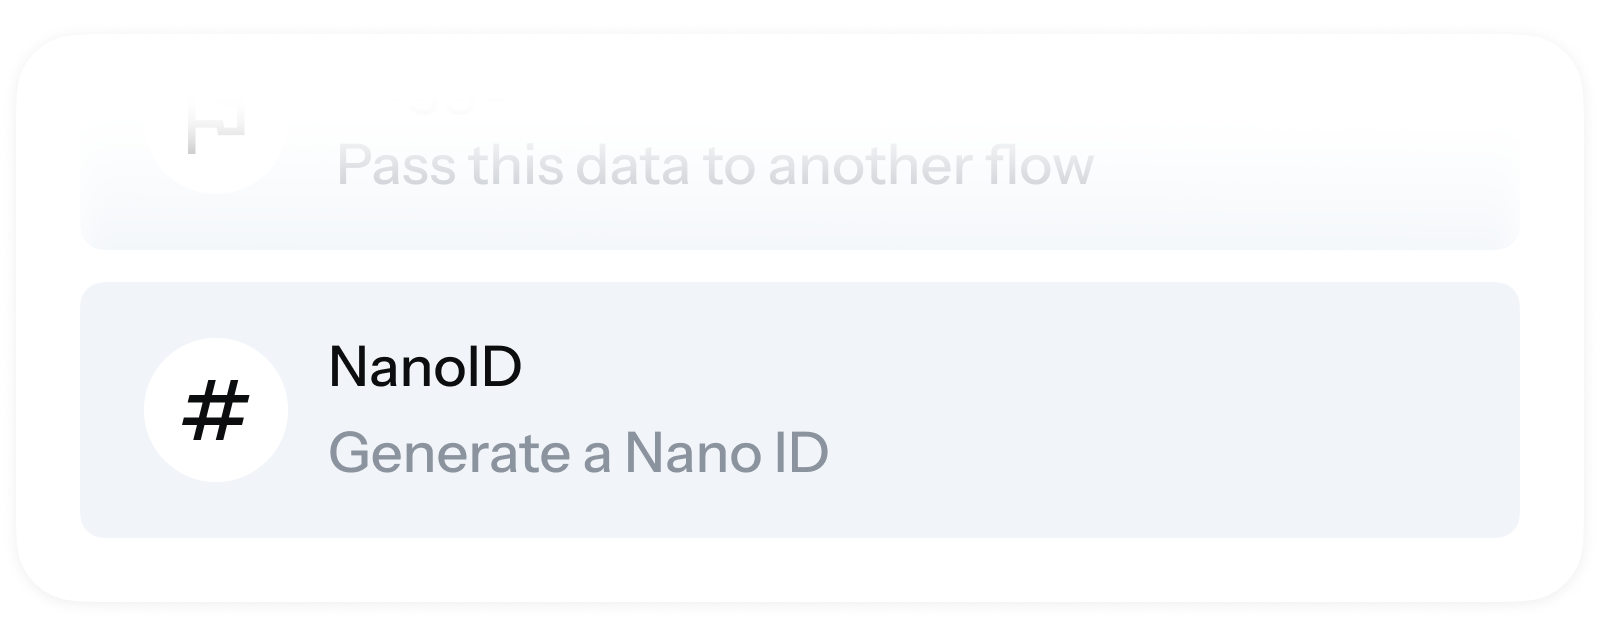 Pass this data to another flow
#
NanoID
Generate a Nano ID